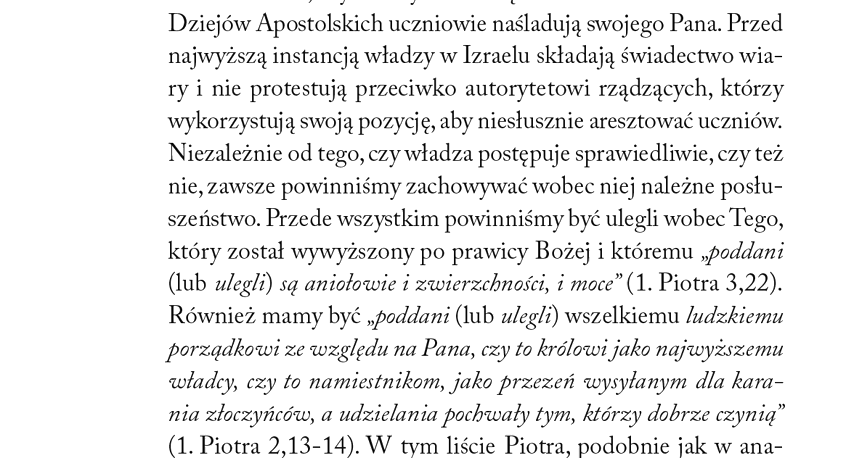 Dziejów Apostolskich uczniowie naśladują swojego Pana. Przed
najwyższą instancją władzy w Izraelu składają świadectwo wia-
ry i nie protestują przeciwko autorytetowi rządzących, którzy
wykorzystują swoją pozycję, aby niesłusznie aresztować uczniów.
Niezależnie od tego, czy władza postępuje sprawiedliwie, czy też
nie, zawsze powinniśmy zachowywać wobec niej należne posłu-
szeństwo. Przede wszystkim powinniśmy być ulegli wobec Tego,
który został wywyższony po prawicy Bożej i któremu „poddani
(lub ulegli) są aniołowie i zwierzchności, i moce” (1. Piotra 3,22).
Również mamy być „poddani (lub ulegli) wszelkiemu ludzkiemu
porządkowi ze względu na Pana, czy to królowi jako najwyższemu
władcy, czy to namiestnikom, jako przezeń wysyłanym dla kara-
nia złoczyńców, a udzielania pochwały tym, którzy dobrze czynią”
(1. Piotra 2,13-14). W tym liście Piotra, podobnie jak w ana-